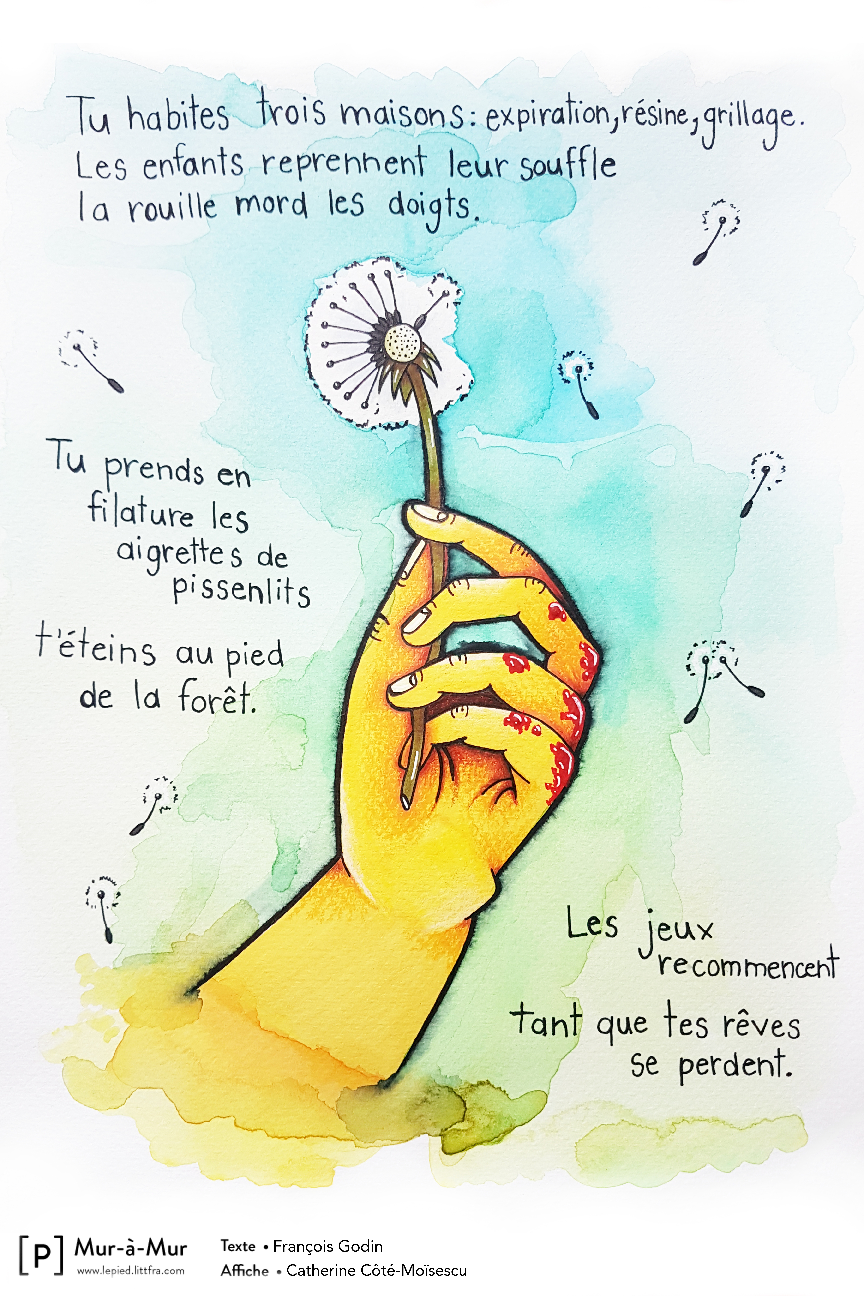 Tu habites trois maisons: expiration, résine, grillage.
Les enfants reprennent leur souffle
la rouille mord les doigts.
Tu prends en
filature les
aigrettes de
pissenlits
t'éteins au pied
de la forêt.
Les jeux
recommencent
tant que tes rêves
se perdent.
[P] Mur-à-Mur
www.lepied.littfra.com
Texte • François Godin
Affiche • Catherine Côté-Moïsescu